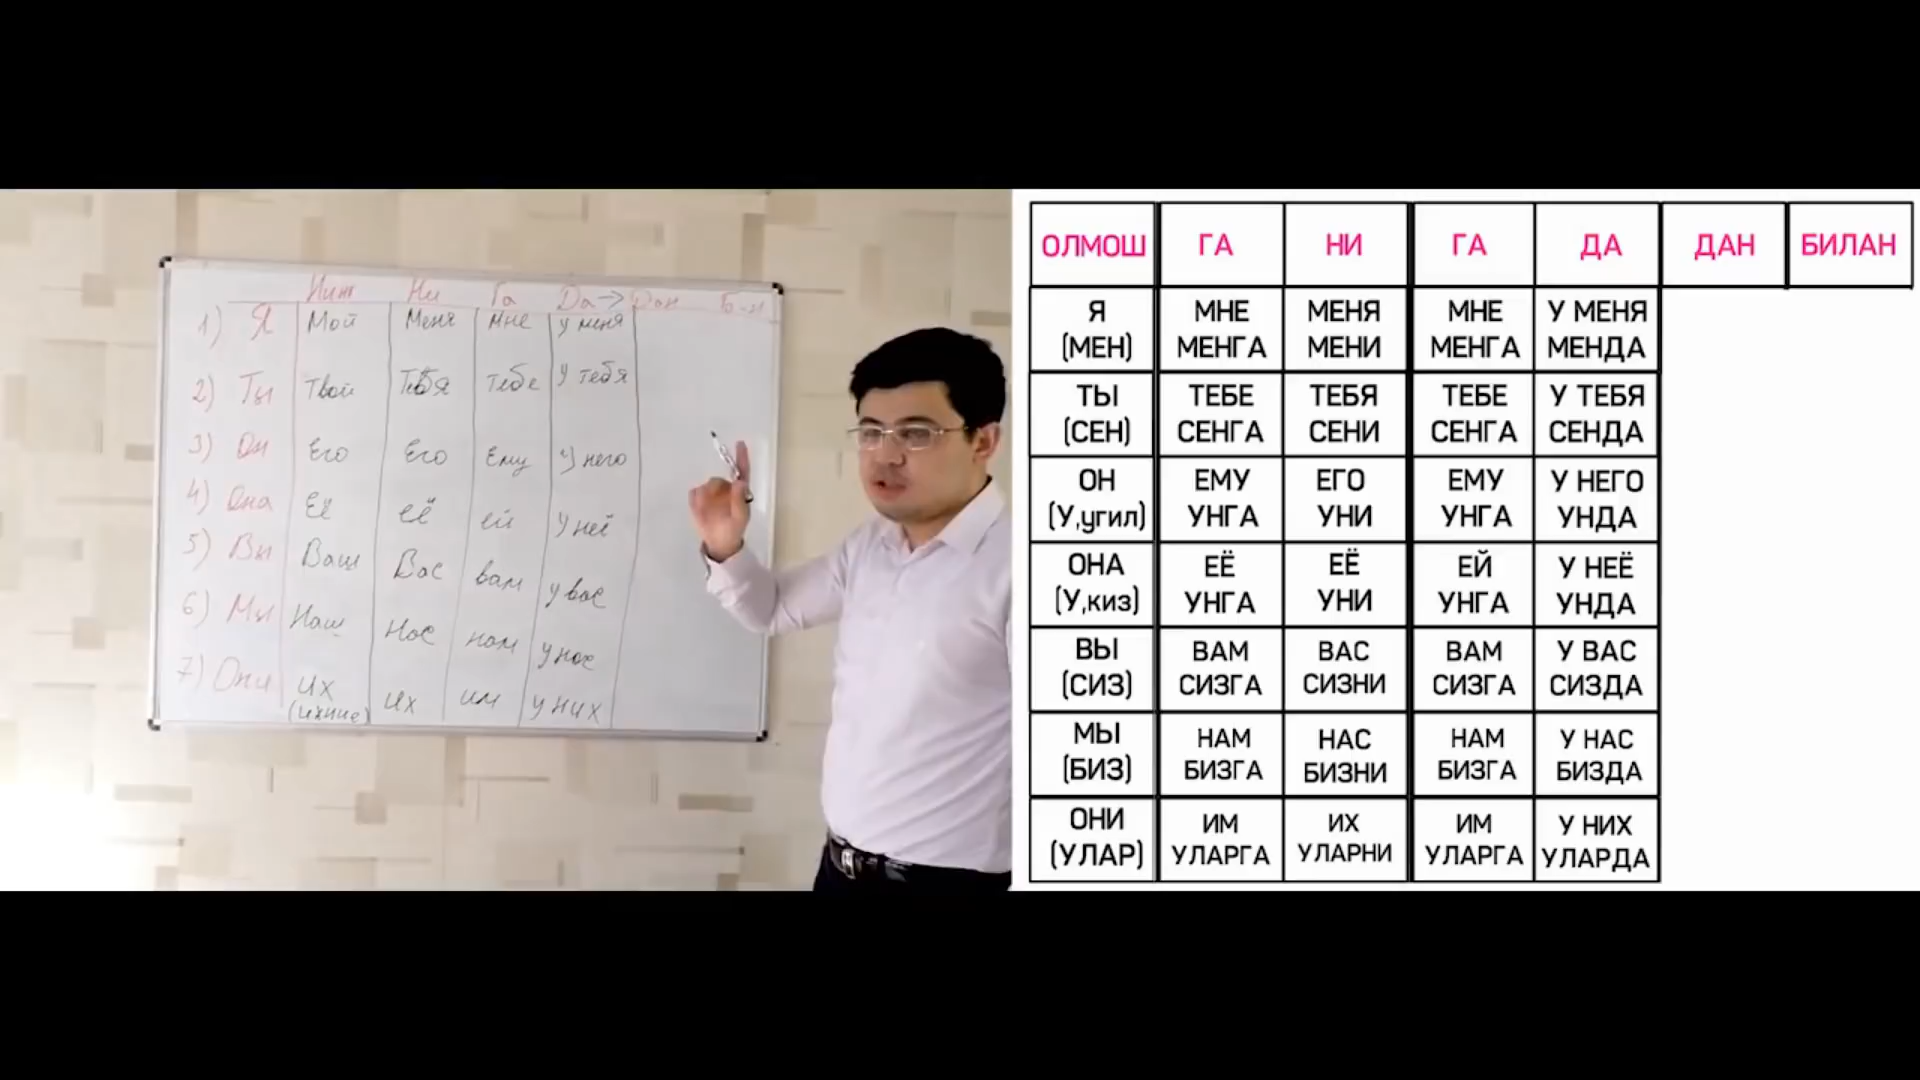 Нинг Ни Га Да → Дан Б-н
1) Я Мой Меня Мне У меня
2) Ты Твой Тебя Тебе У тебя
3) Он Его Его Ему У него
4) Она Её её ей У неё
5) Вы Ваш Вас вам у вас
6) Мы Наш Нас нам у нас
7) Они их их им у них
(ихние)
ОЛМОШ ГА НИ ГА ДА ДАН БИЛАН
Я МНЕ МЕНЯ МНЕ У МЕНЯ
(МЕН) МЕНГА МЕНИ МЕНГА МЕНДА
ТЫ ТЕБЕ ТЕБЯ ТЕБЕ У ТЕБЯ
(СЕН) СЕНГА СЕНИ СЕНГА СЕНДА
ОН ЕМУ ЕГО ЕМУ У НЕГО
(У,угил) УНГА УНИ УНГА УНДА
ОНА ЕЁ ЕЁ ЕЙ У НЕЁ
(У,киз) УНГА УНИ УНГА УНДА
ВЫ ВАМ ВАС ВАМ У ВАС
(СИЗ) СИЗГА СИЗНИ СИЗГА СИЗДА
МЫ НАМ НАС НАМ У НАС
(БИЗ) БИЗГА БИЗНИ БИЗГА БИЗДА
ОНИ ИМ ИХ ИМ У НИХ
(УЛАР) УЛАРГА УЛАРНИ УЛАРГА УЛАРДА